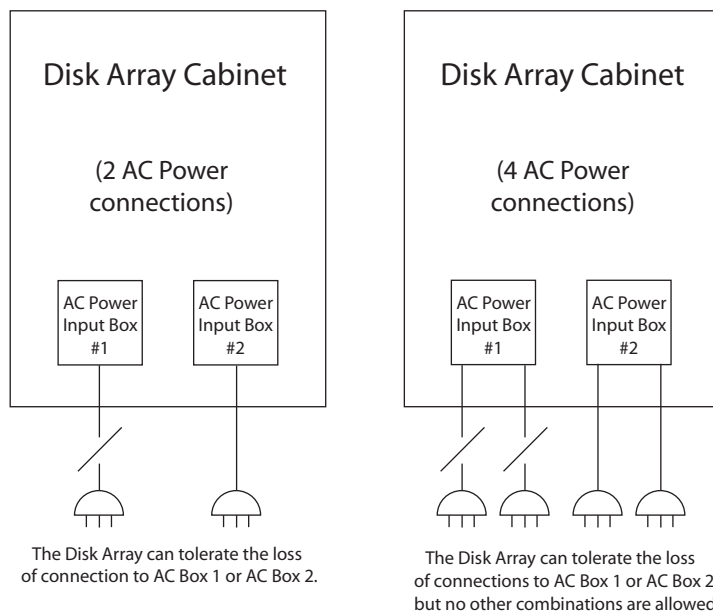 Disk Array Cabinet
(2 AC Power
connections)
AC Power
Input Box
#1
AC Power
Input Box
#2
The Disk Array can tolerate the loss
of connection to AC Box 1 or AC Box 2.
Disk Array Cabinet
(4 AC Power
connections)
AC Power
Input Box
#1
AC Power
Input Box
#2
The Disk Array can tolerate the loss
of connections to AC Box 1 or AC Box 2
but no other combinations are allowed